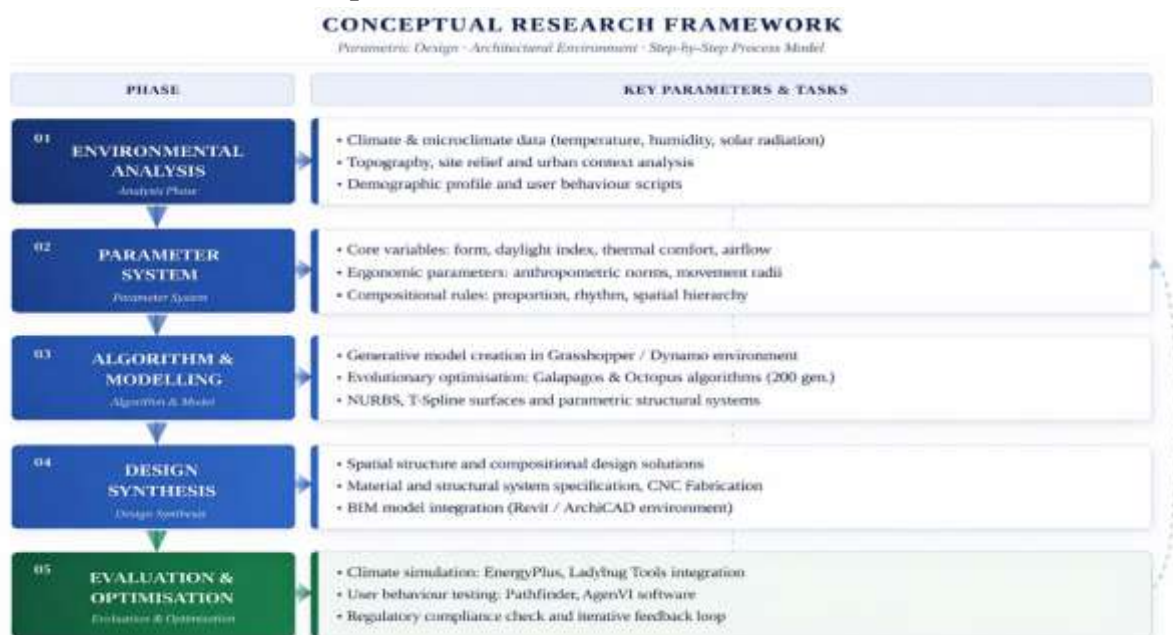 CONCEPTUAL RESEARCH FRAMEWORK
Parametric Design · Architectural Environment · Step-by-Step Process Model
PHASE
KEY PARAMETERS & TASKS
01
ENVIRONMENTAL
ANALYSIS
Analysis Phase
• Climate & microclimate data (temperature, humidity, solar radiation)
• Topography, site relief and urban context analysis
• Demographic profile and user behaviour scripts
02
PARAMETER
SYSTEM
Parameter System
• Core variables: form, daylight index, thermal comfort, airflow
• Ergonomic parameters: anthropometric norms, movement radii
• Compositional rules: proportion, rhythm, spatial hierarchy
03
ALGORITHM &
MODELLING
Algorithm & Model
• Generative model creation in Grasshopper / Dynamo environment
• Evolutionary optimisation: Galapagos & Octopus algorithms (200 gen.)
• NURBS, T-Spline surfaces and parametric structural systems
04
DESIGN
SYNTHESIS
Design Synthesis
• Spatial structure and compositional design solutions
• Material and structural system specification, CNC Fabrication
• BIM model integration (Revit / ArchiCAD environment)
05
EVALUATION &
OPTIMISATION
Evaluation & Optimisation
• Climate simulation: EnergyPlus, Ladybug Tools integration
• User behaviour testing: Pathfinder, AgenVI software
• Regulatory compliance check and iterative feedback loop